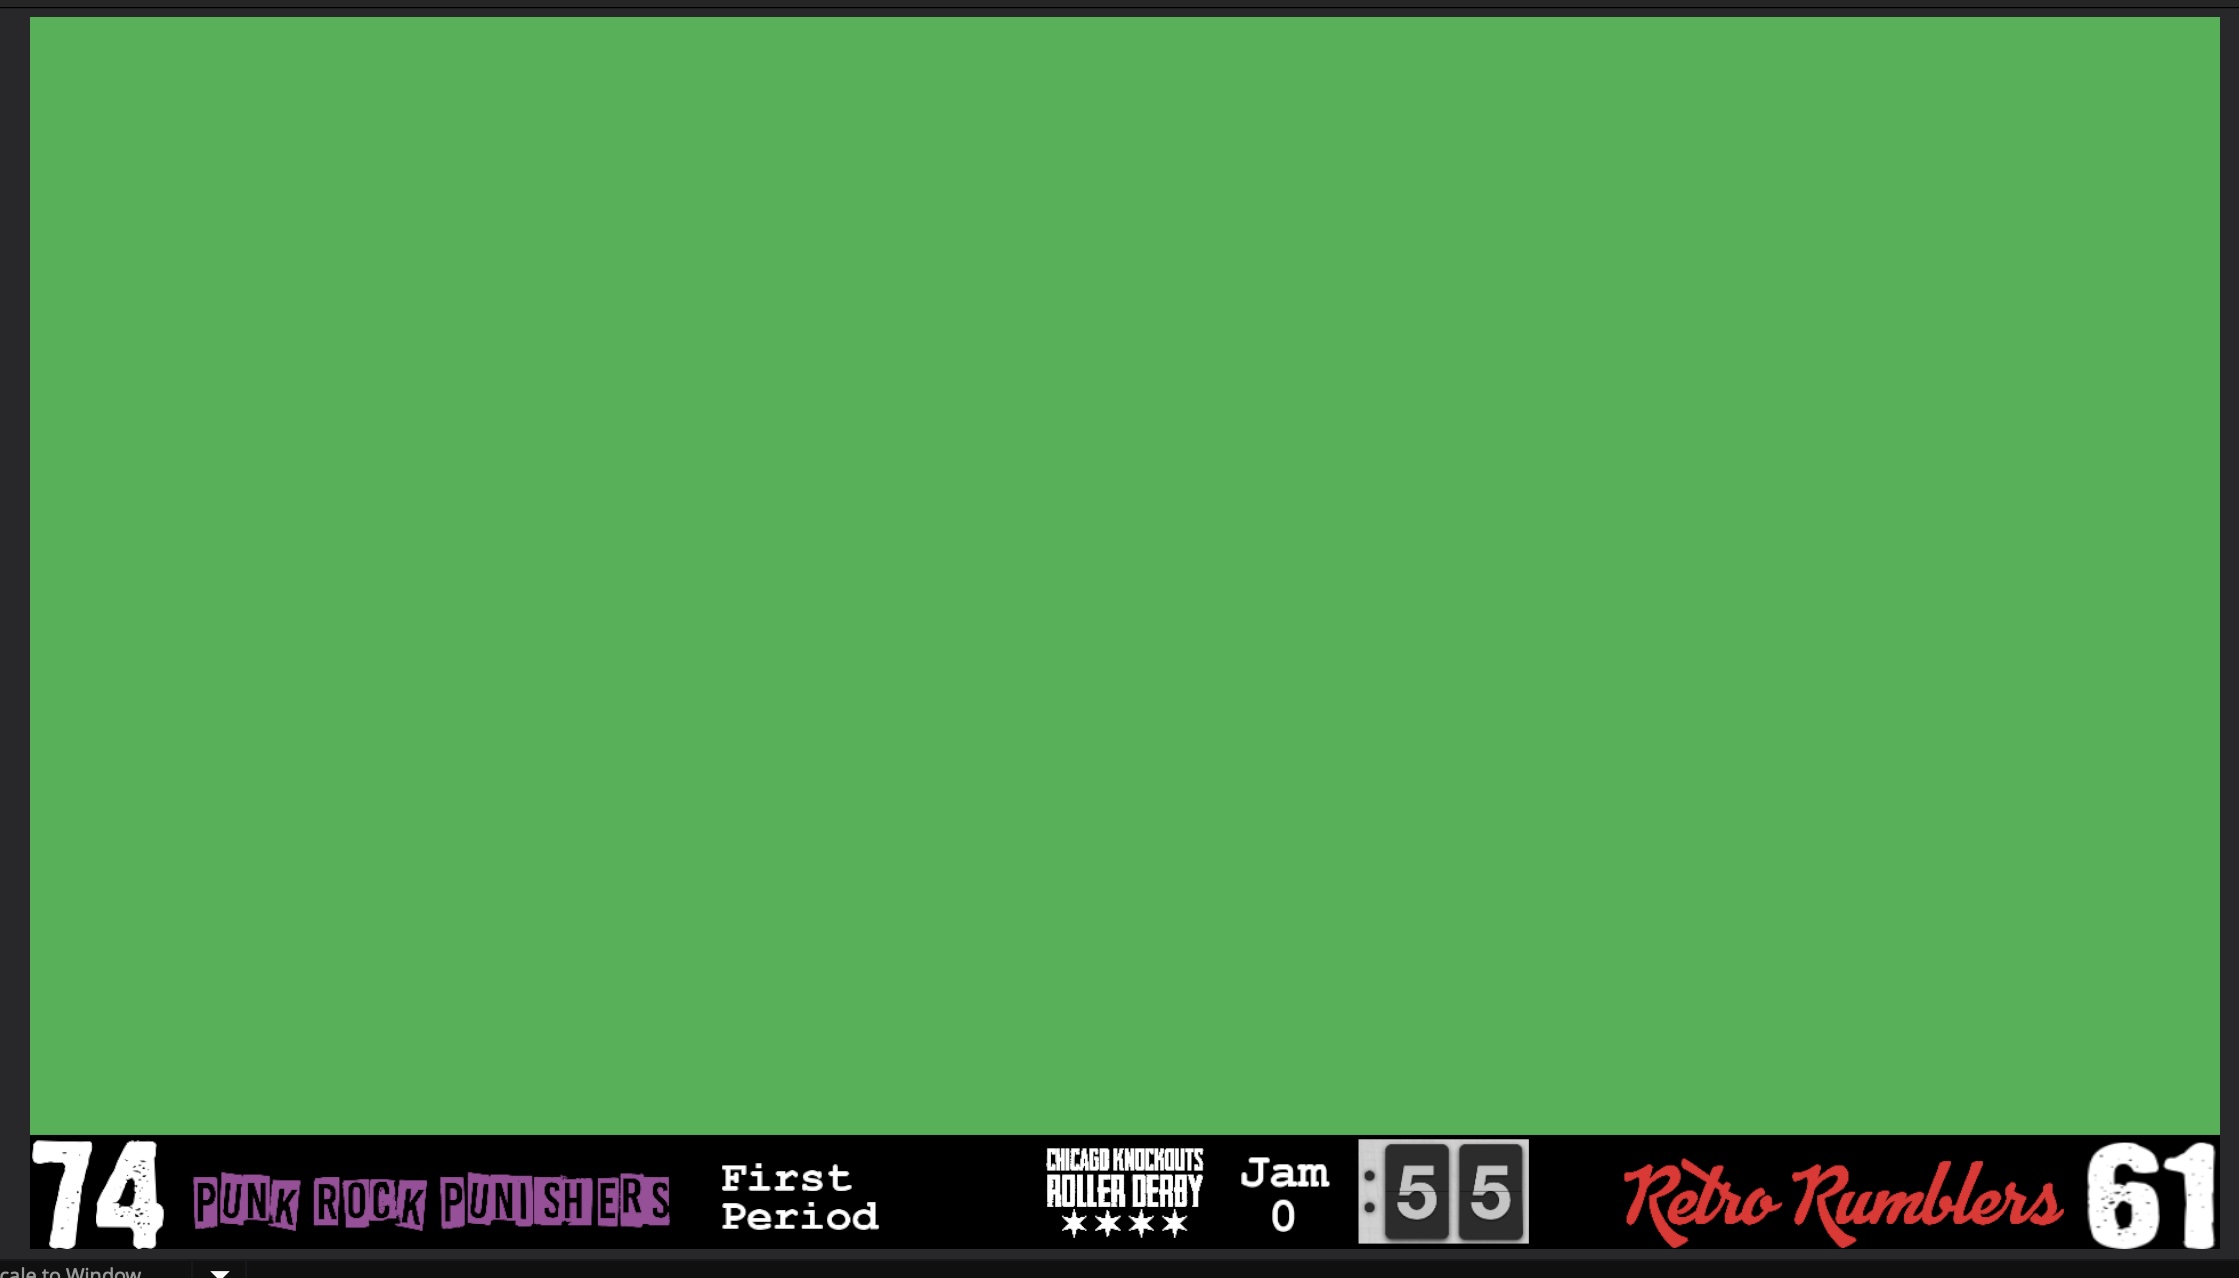 74
PUNK ROCK PUNISHERS
First
Period
CHICAGO KNOCKOUTS
ROLLER DERBY
Jam
0
:55
Retro Rumblers
61
cale to Window